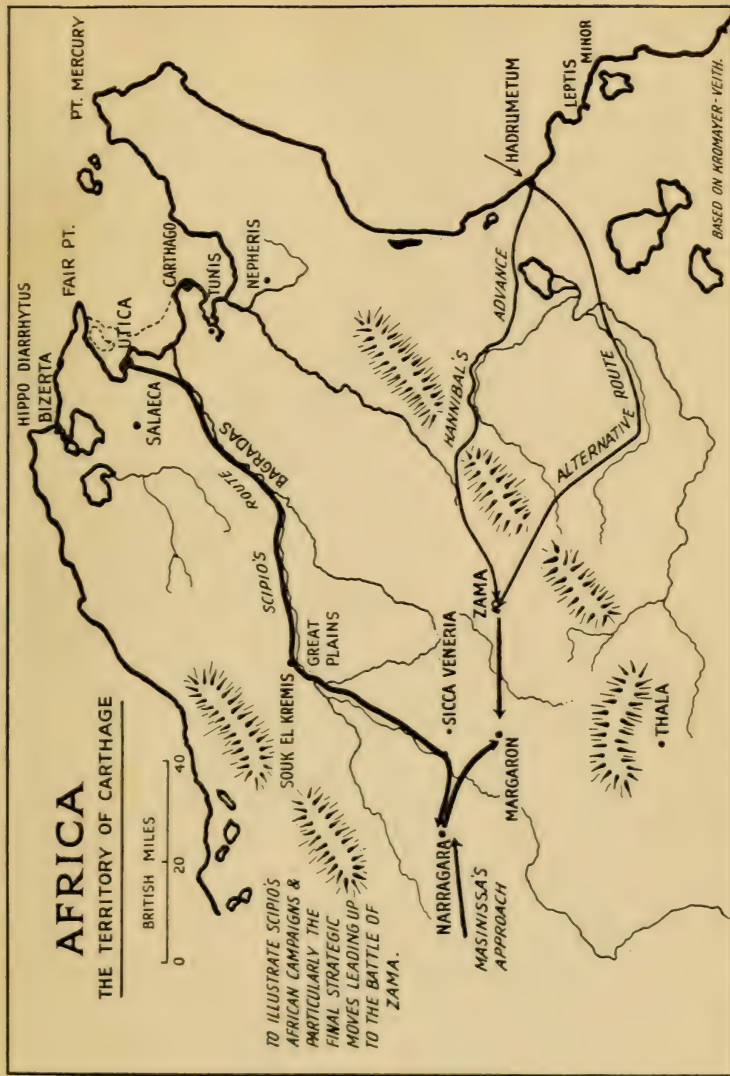 AFRICA
THE TERRITORY OF CARTHAGE
BRITISH MILES
0 20 40
TO ILLUSTRATE SCIPIO'S
AFRICAN CAMPAIGNS &
PARTICULARLY THE
FINAL STRATEGIC
MOVES LEADING UP
TO THE BATTLE OF
ZAMA.
HIPPO DIARRHYTUS
BIZERTA
FAIR PT.
PT. MERCURY
UTICA
SALAECA
CARTHAGO
TUNIS
NEPHERIS
SCIPIO'S
ROUTE
BAGRADAS
SOUK EL KREMIS
GREAT
PLAINS
HANNIBAL'S
ADVANCE
ALTERNATIVE ROUTE
HADRUMETUM
LEPTIS
MINOR
SICCA VENERIA
ZAMA
NARRAGARA
MARGARON
MASINISSA'S
APPROACH
THALA
BASED ON KROMAYER-VEITH.